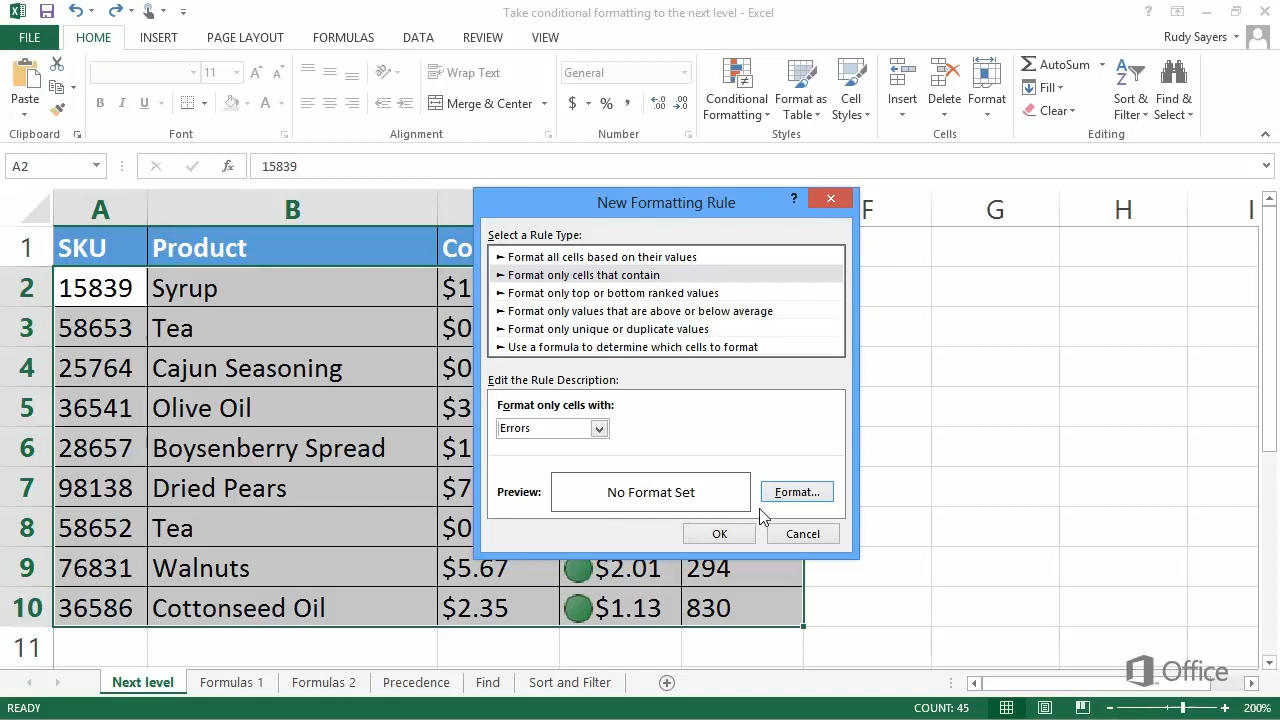 Take conditional formatting to the next level - Excel
?
FILE HOME INSERT PAGE LAYOUT FORMULAS DATA REVIEW VIEW Rudy Sayers
Paste
11 A A
B I U A
Wrap Text
Merge & Center
General
$ % ,
Conditional Formatting
Format as Table
Cell Styles
Insert Delete Format
AutoSum
Fill
Clear
Sort & Filter
Find & Select
Clipboard Font Alignment Number Styles Cells Editing
A2 fx 15839
A B F G H I
1 SKU Product Co
2 15839 Syrup $1
3 58653 Tea $0
4 25764 Cajun Seasoning $0
5 36541 Olive Oil $3
6 28657 Boysenberry Spread $1
7 98138 Dried Pears $7
8 58652 Tea $0
9 76831 Walnuts $5.67 $2.01 294
10 36586 Cottonseed Oil $2.35 $1.13 830
11
New Formatting Rule ?
Select a Rule Type:
► Format all cells based on their values
► Format only cells that contain
► Format only top or bottom ranked values
► Format only values that are above or below average
► Format only unique or duplicate values
► Use a formula to determine which cells to format
Edit the Rule Description:
Format only cells with:
Errors
Preview: No Format Set Format...
OK Cancel
Office
Next level Formulas 1 Formulas 2 Precedence Find Sort and Filter
READY COUNT: 45 200%